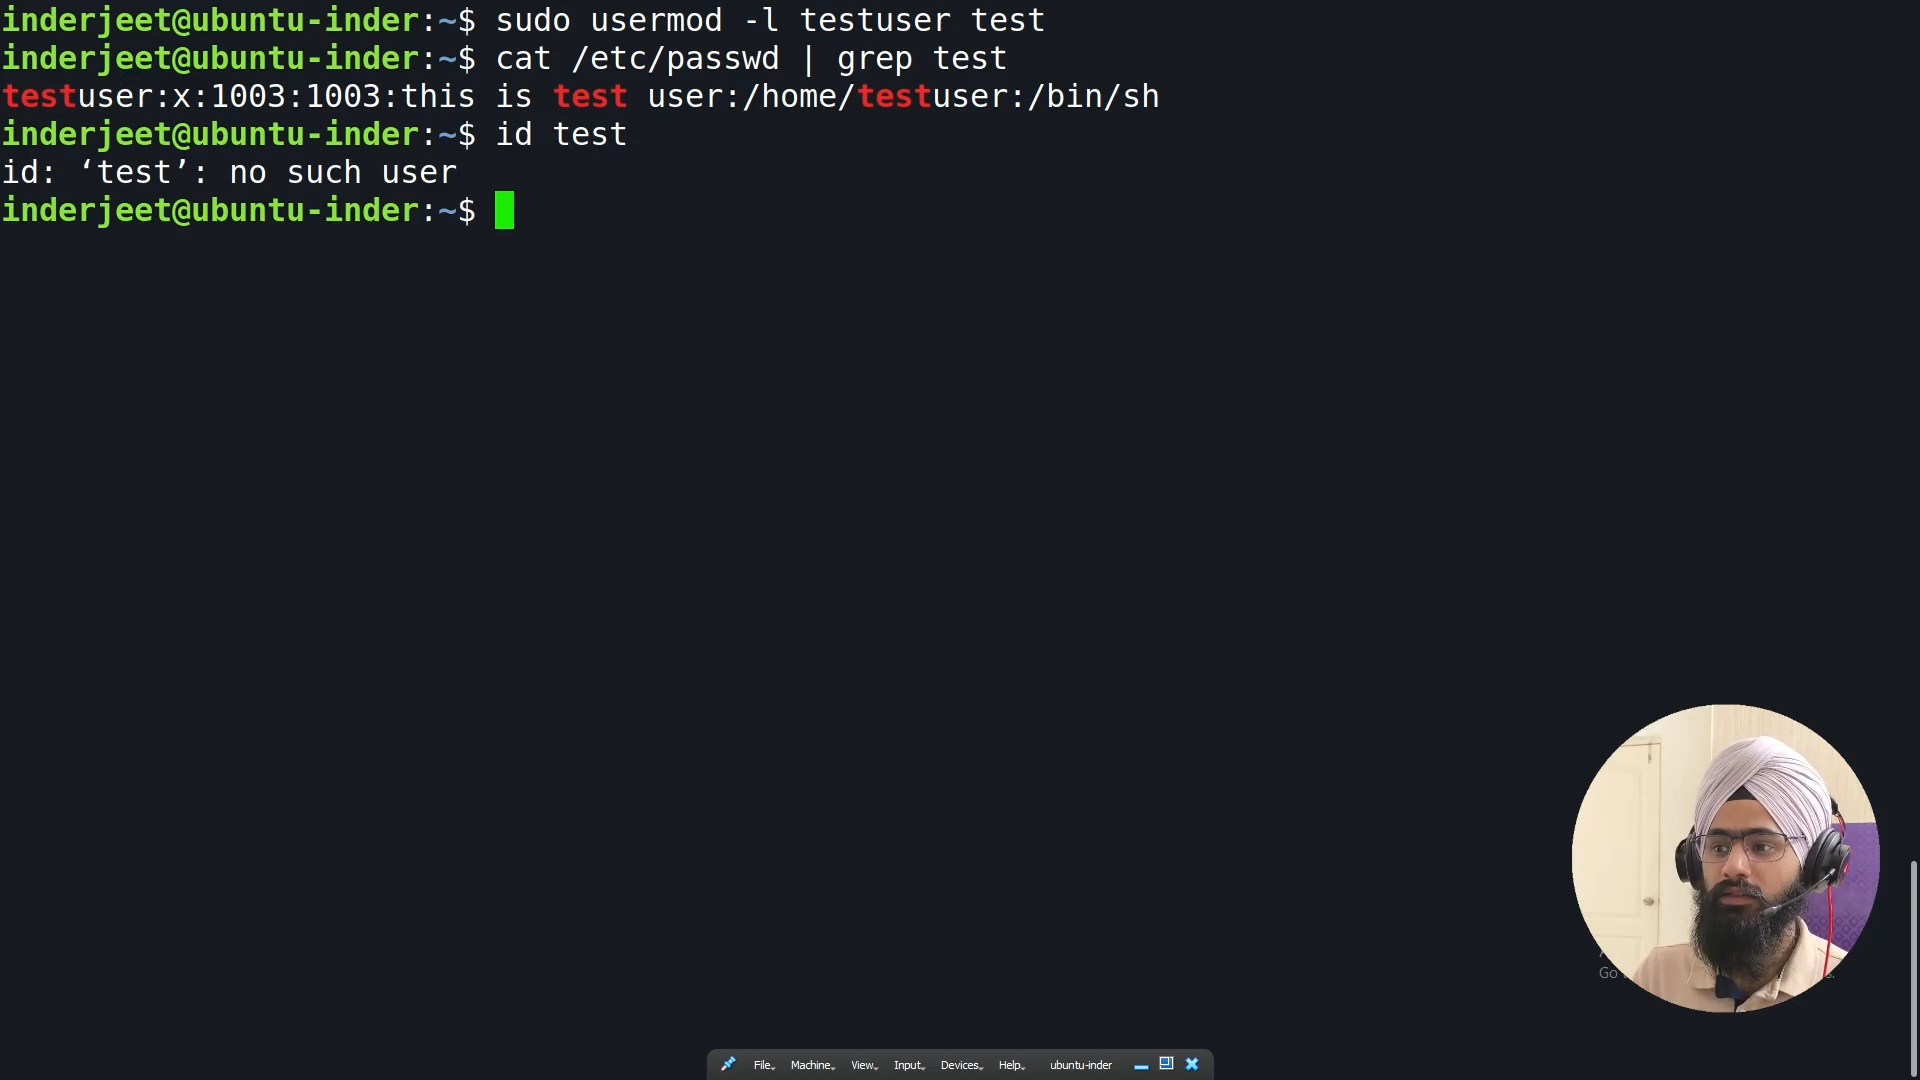 inderjeet@ubuntu-inder:~$ sudo usermod -l testuser test
inderjeet@ubuntu-inder:~$ cat /etc/passwd | grep test
testuser:x:1003:1003:this is test user:/home/testuser:/bin/sh
inderjeet@ubuntu-inder:~$ id test
id: ‘test’: no such user
inderjeet@ubuntu-inder:~$
Go
File Machine View Input Devices Help ubuntu-inder